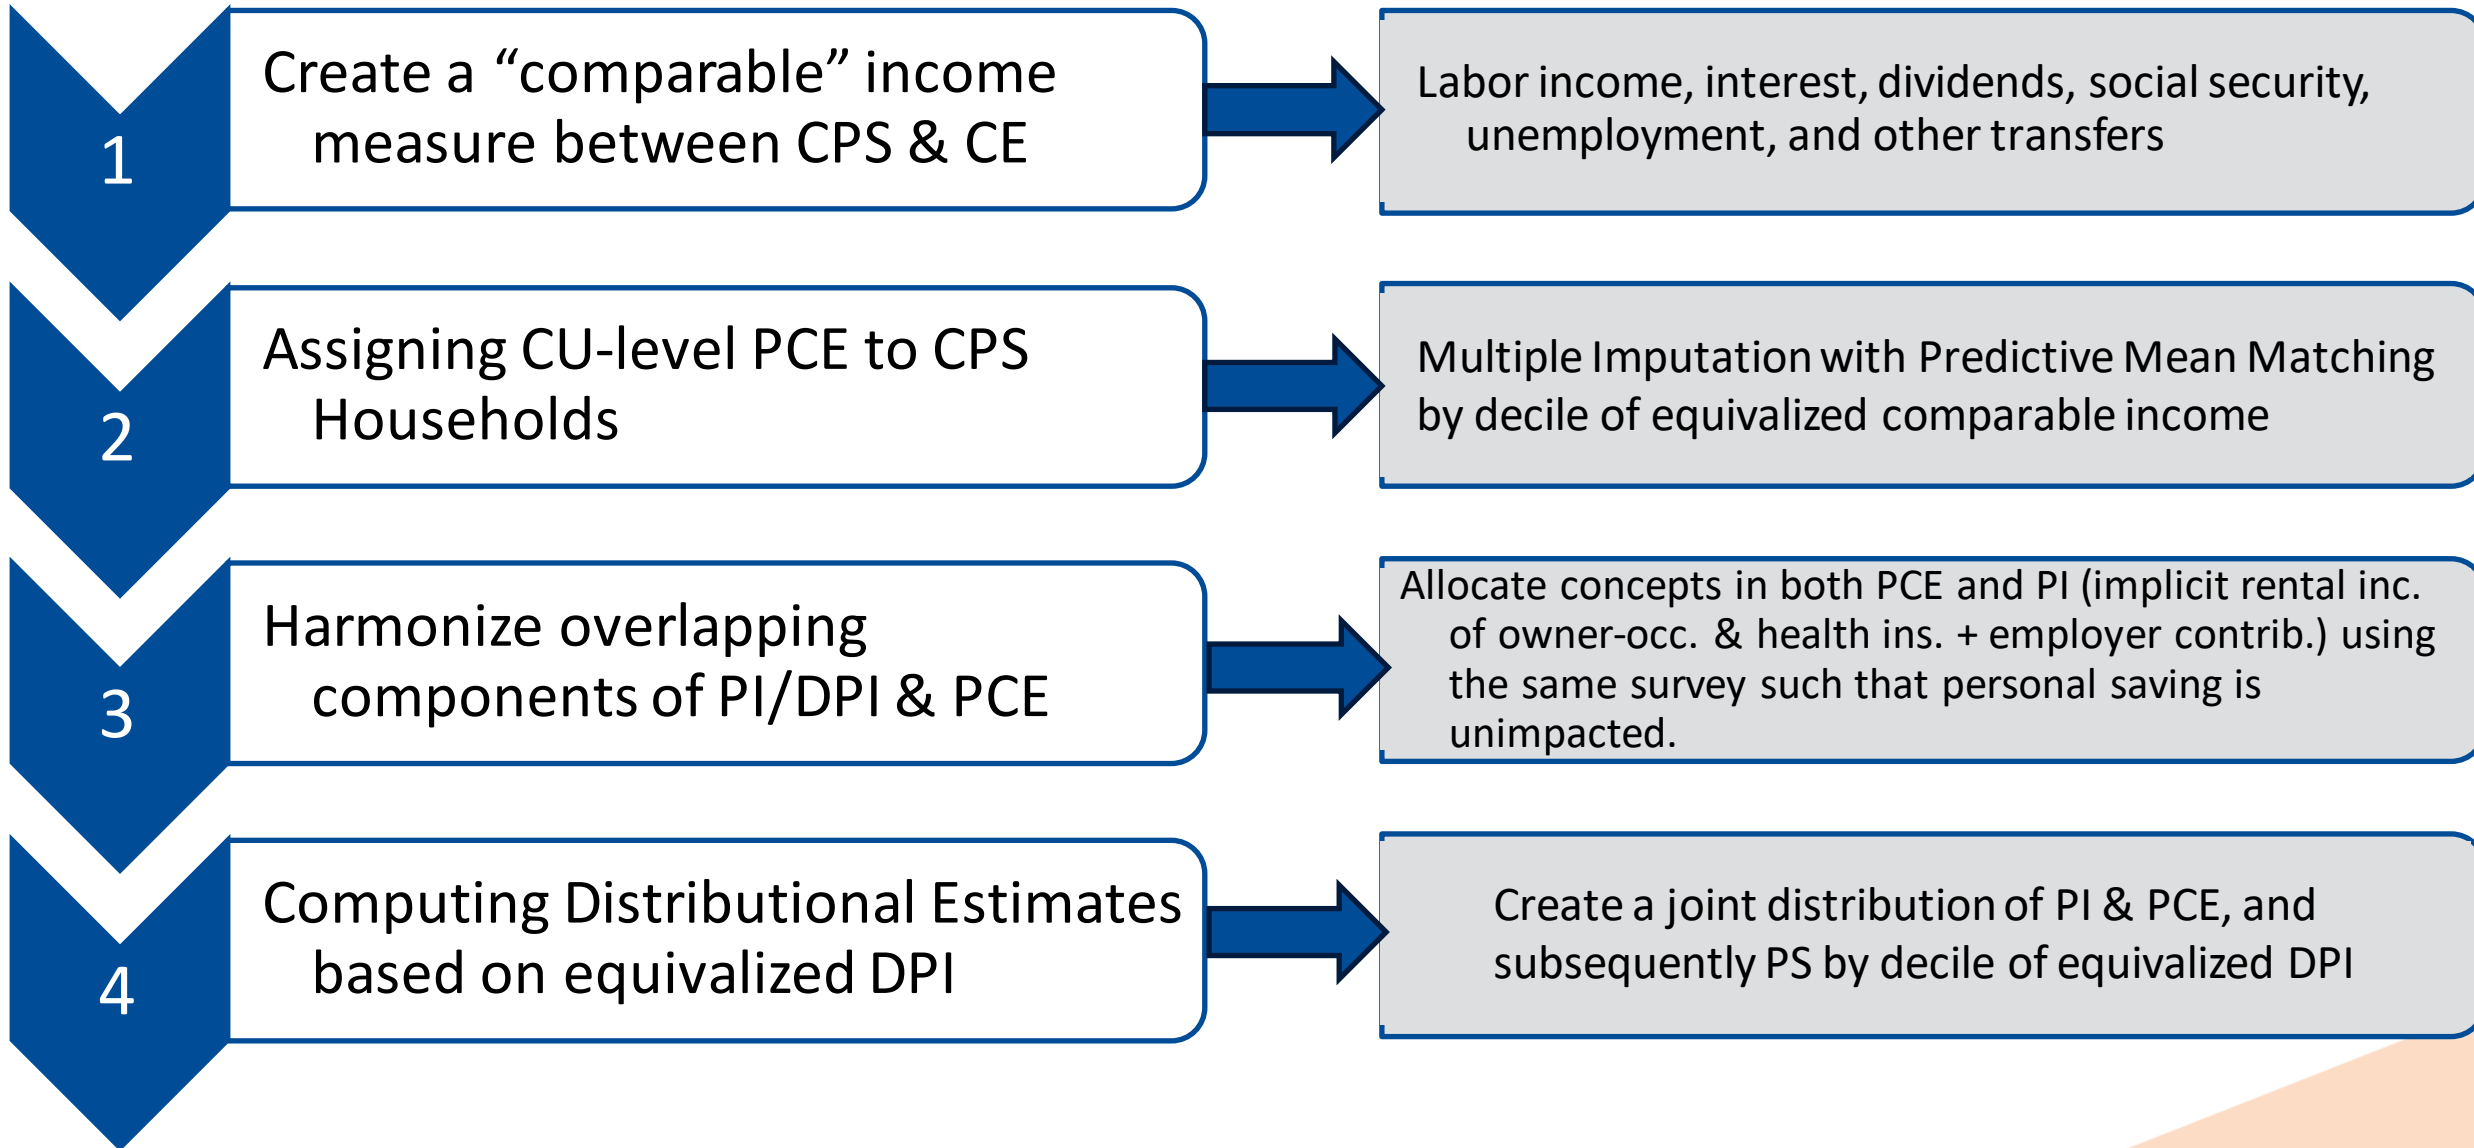 1
Create a “comparable” income
measure between CPS & CE
Labor income, interest, dividends, social security,
unemployment, and other transfers
2
Assigning CU-level PCE to CPS
Households
Multiple Imputation with Predictive Mean Matching
by decile of equivalized comparable income
3
Harmonize overlapping
components of PI/DPI & PCE
Allocate concepts in both PCE and PI (implicit rental inc.
of owner-occ. & health ins. + employer contrib.) using
the same survey such that personal saving is
unimpacted.
4
Computing Distributional Estimates
based on equivalized DPI
Create a joint distribution of PI & PCE, and
subsequently PS by decile of equivalized DPI